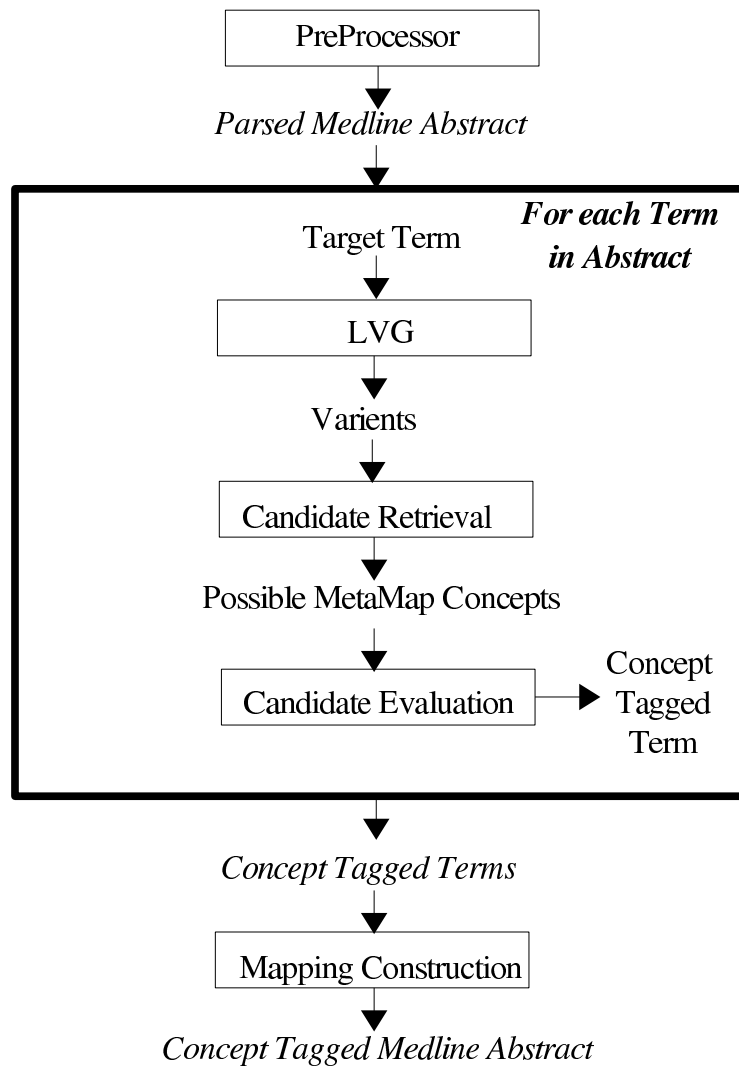 PreProcessor
Parsed Medline Abstract
For each Term
in Abstract
Target Term
LVG
Varients
Candidate Retrieval
Possible MetaMap Concepts
Candidate Evaluation
Concept
Tagged
Term
Concept Tagged Terms
Mapping Construction
Concept Tagged Medline Abstract